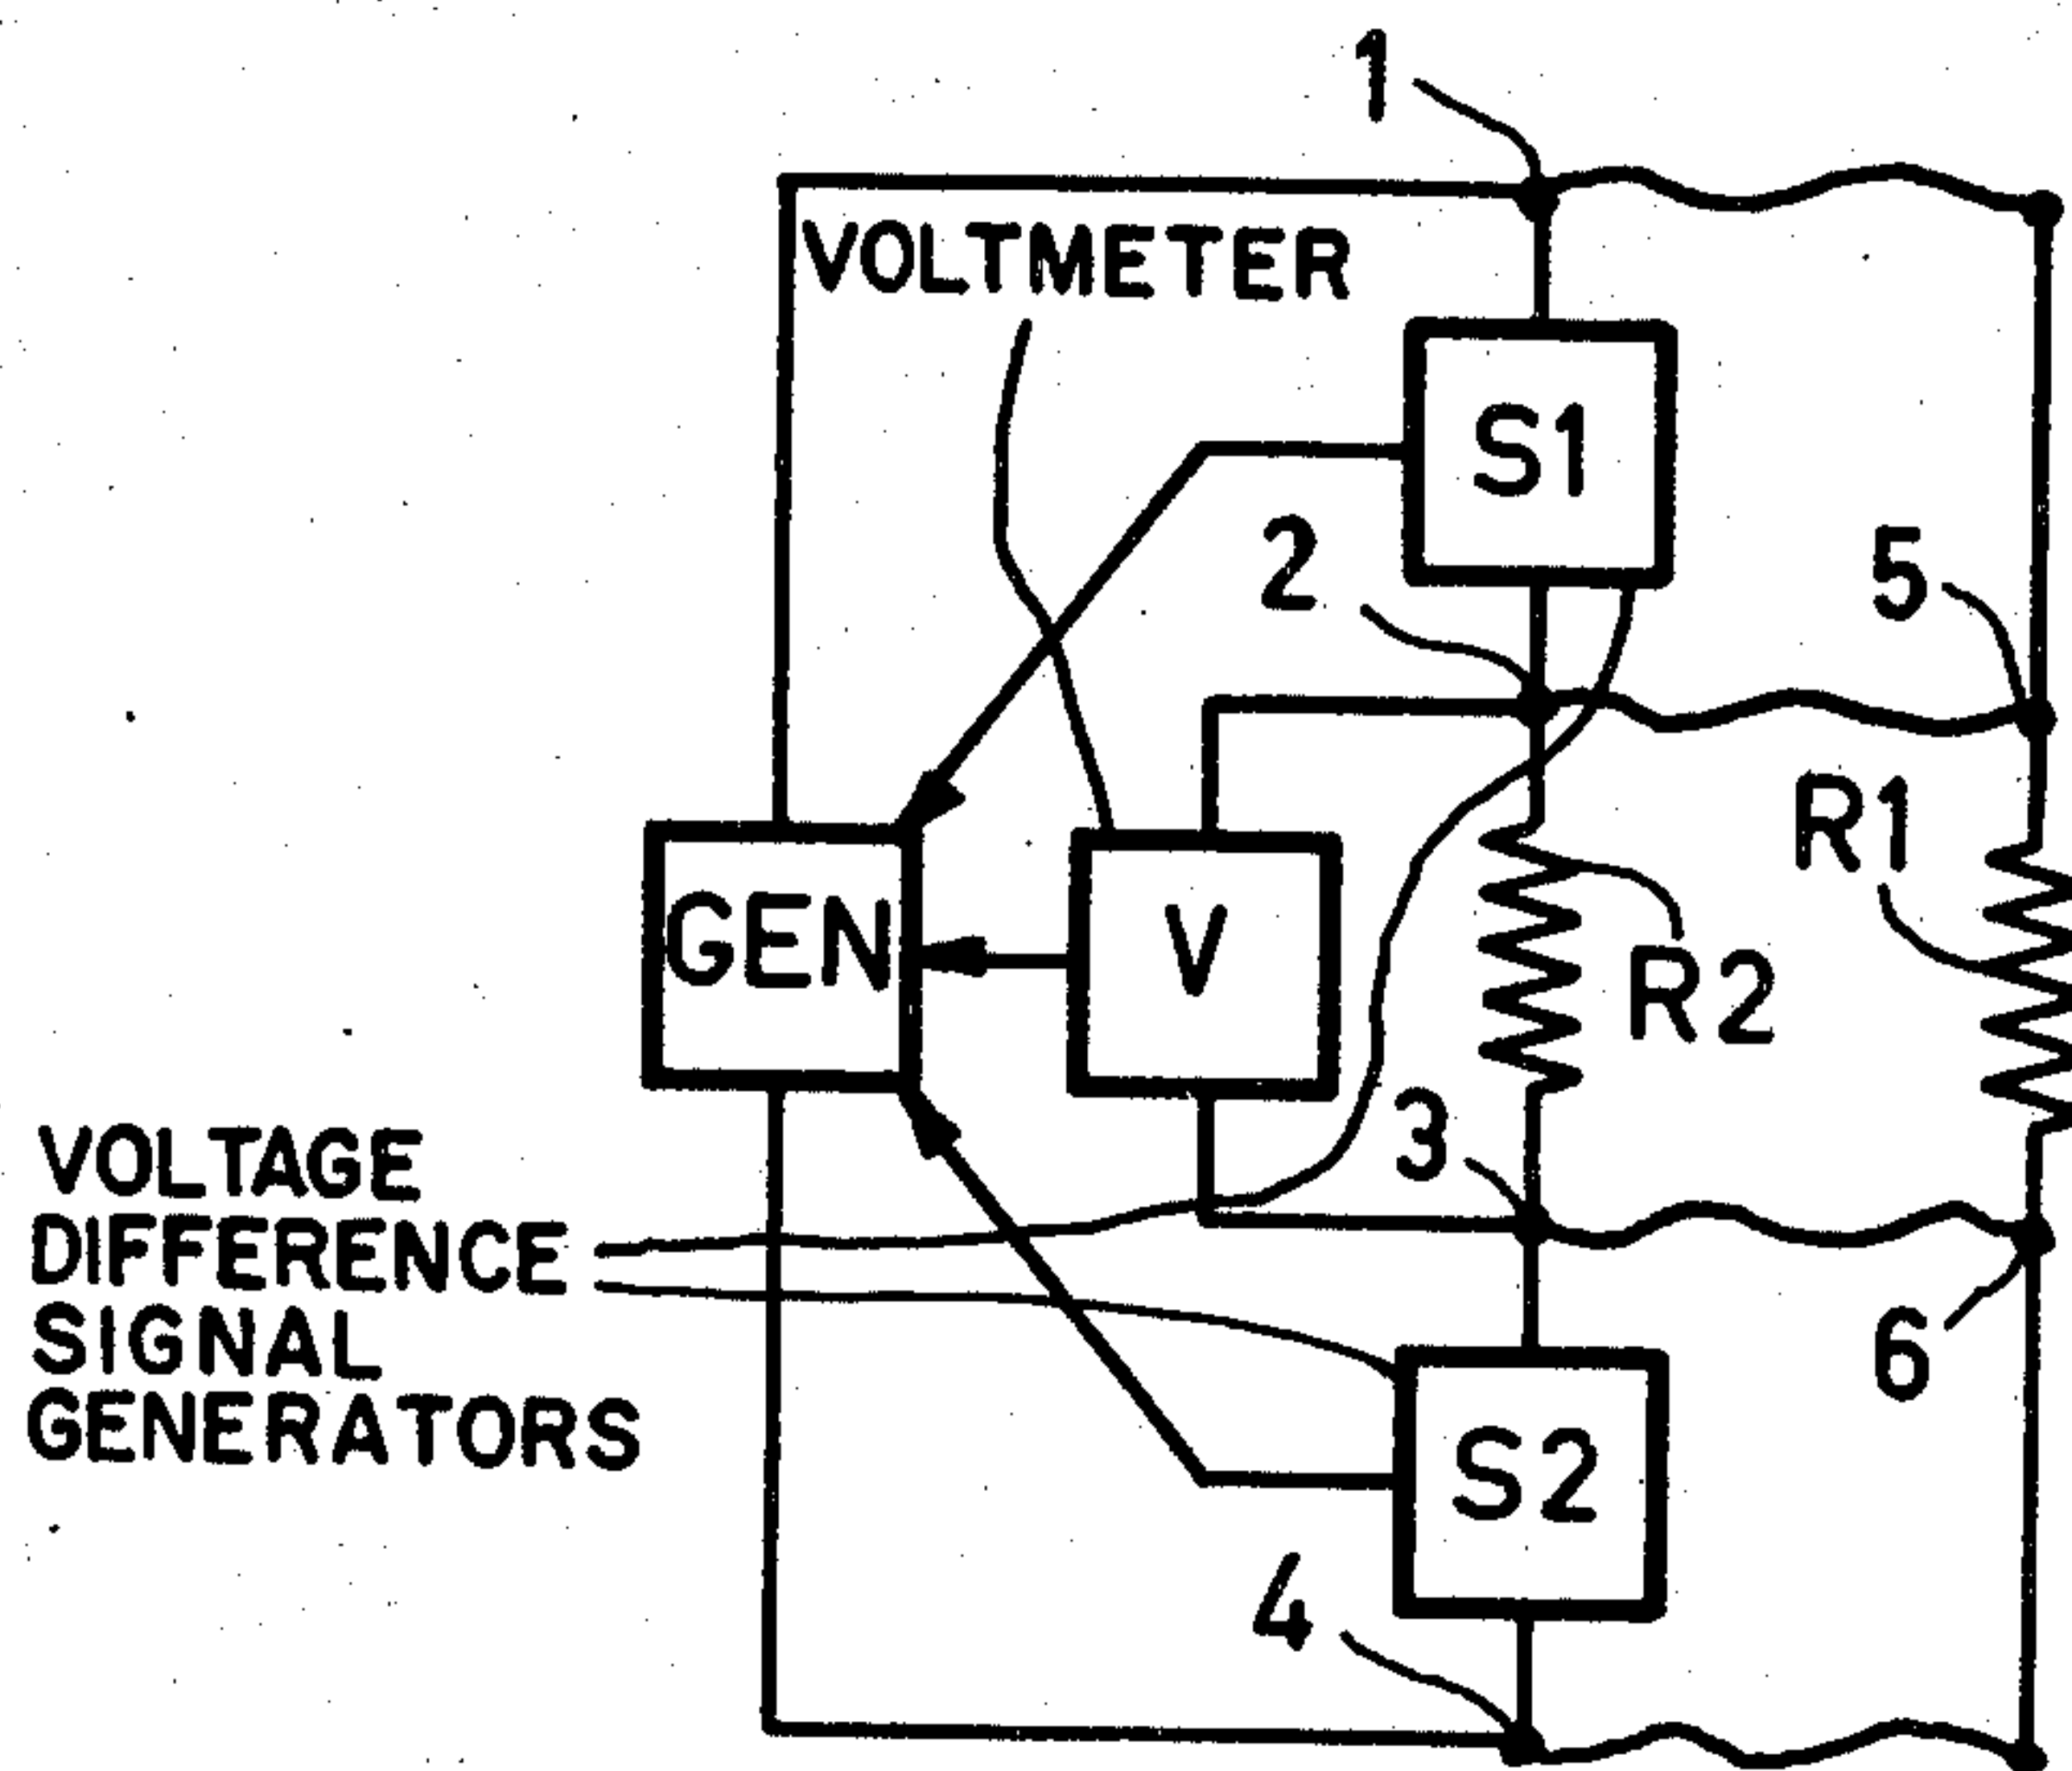 1
VOLTMETER
S1
2
5
R1
GEN
V
R2
3
VOLTAGE
DIFFERENCE
SIGNAL
GENERATORS
6
S2
4